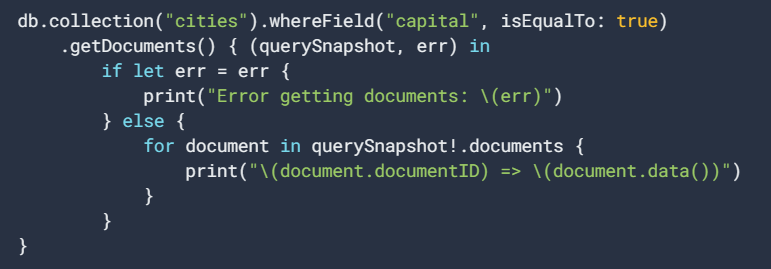 db.collection("cities").whereField("capital", isEqualTo: true)
    .getDocuments() { (querySnapshot, err) in
        if let err = err {
            print("Error getting documents: \(err)")
        } else {
            for document in querySnapshot!.documents {
                print("\(document.documentID) => \(document.data())")
            }
        }
}